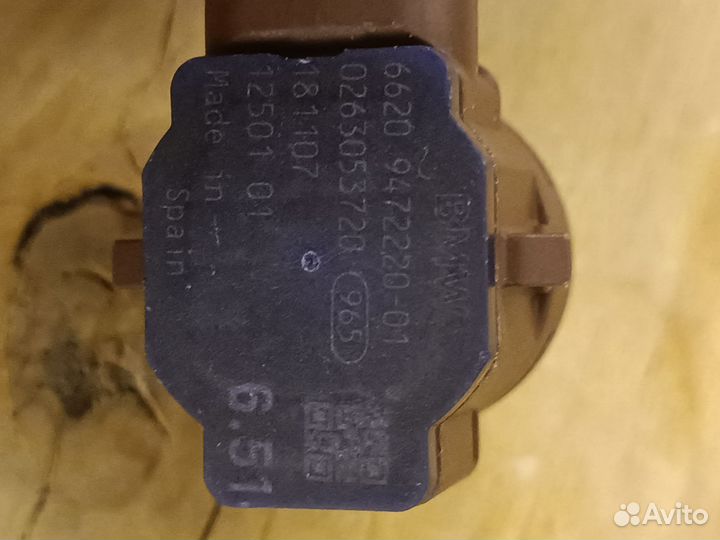 BMW
6620 9472220-01
0263053720 965
181107
12501 01
Made in
Spain
6.51
Avito